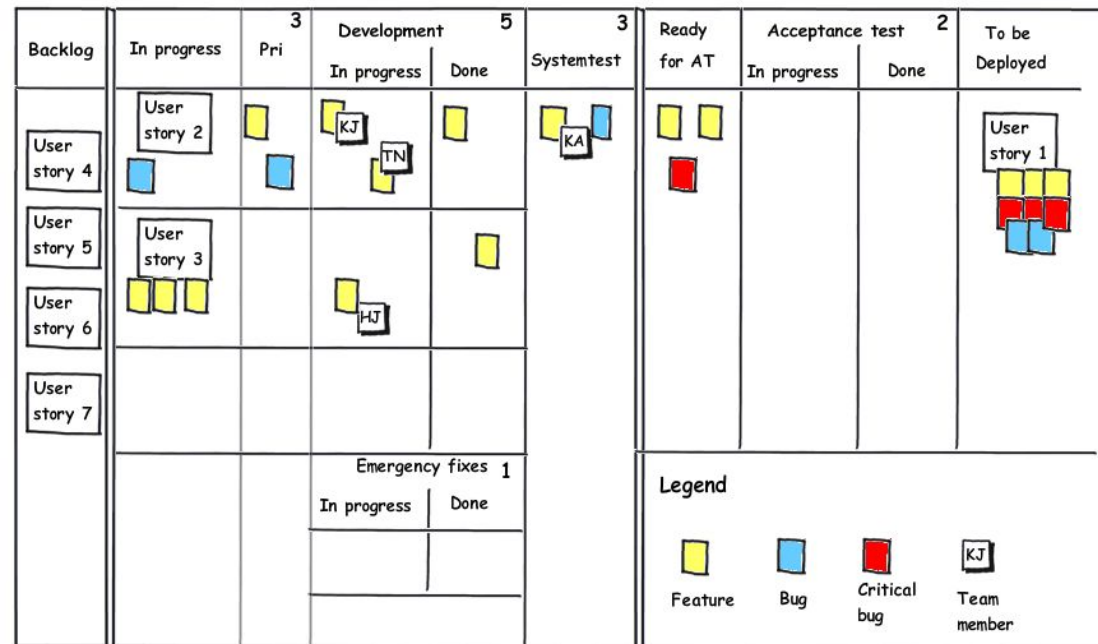 Backlog
In progress
3
Pri
Development 5
In progress
Done
3
Systemtest
Ready
for AT
Acceptance test 2
In progress
Done
To be
Deployed
User
story 4
User
story 5
User
story 6
User
story 7
User
story 2
User
story 3
KJ
TN
HJ
KA
User
story 1
Emergency fixes 1
In progress
Done
Legend
Feature
Bug
Critical
bug
KJ
Team
member